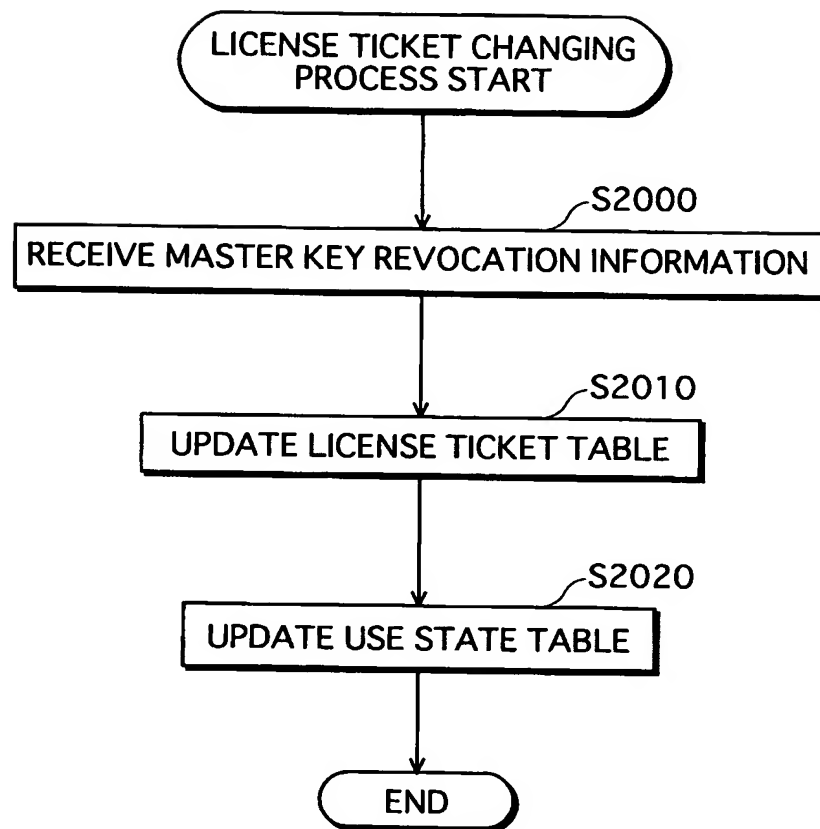 LICENSE TICKET CHANGING
PROCESS START
S2000
RECEIVE MASTER KEY REVOCATION INFORMATION
S2010
UPDATE LICENSE TICKET TABLE
S2020
UPDATE USE STATE TABLE
END